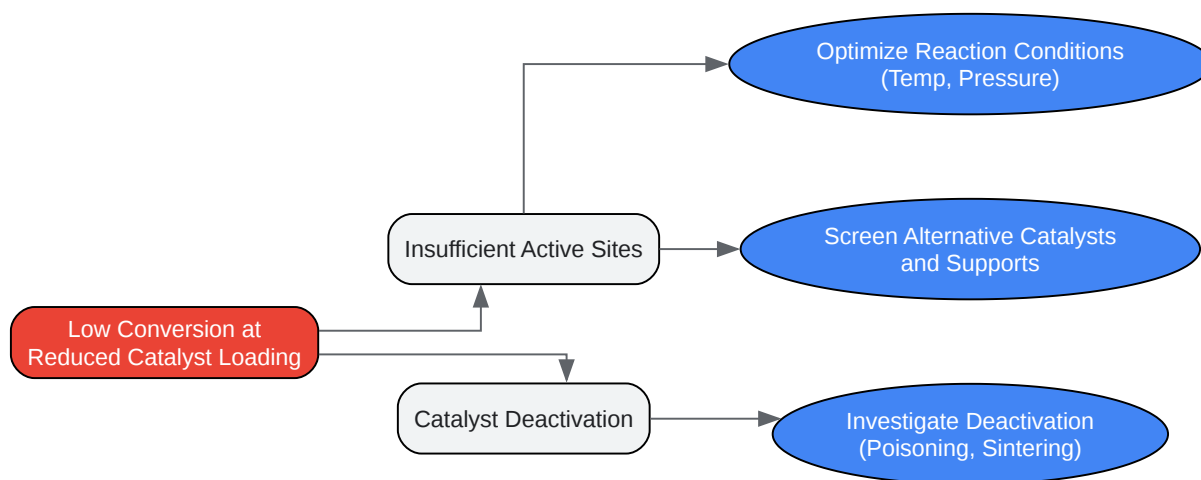 Optimize Reaction Conditions
(Temp, Pressure)
Insufficient Active Sites
Screen Alternative Catalysts
and Supports
Low Conversion at
Reduced Catalyst Loading
Catalyst Deactivation
Investigate Deactivation
(Poisoning, Sintering)